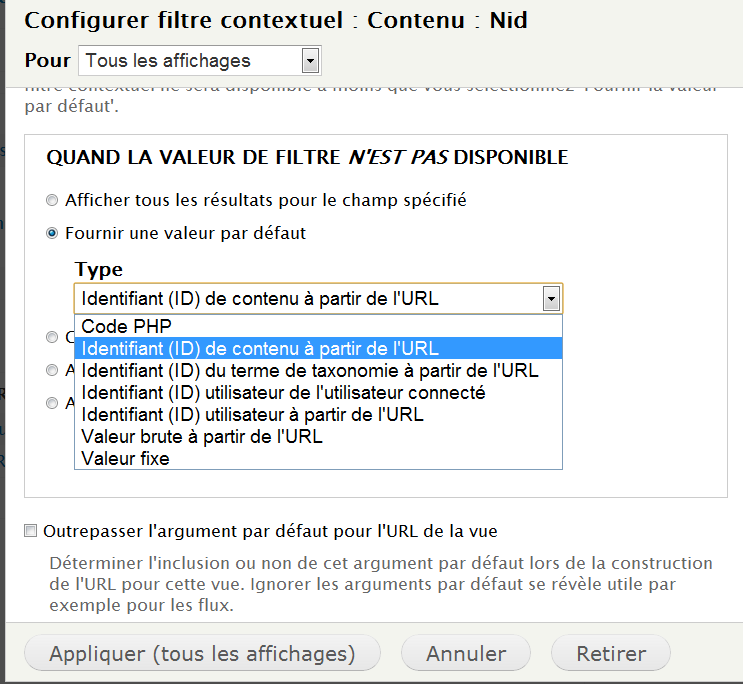 Configurer filtre contextuel : Contenu : Nid
Pour Tous les affichages
filtre contextuel ne sera disponible à moins que vous sélectionniez 'Fournir la valeur
par défaut'.
QUAND LA VALEUR DE FILTRE N'EST PAS DISPONIBLE
Afficher tous les résultats pour le champ spécifié
Fournir une valeur par défaut
Type
Identifiant (ID) de contenu à partir de l'URL
Code PHP
Identifiant (ID) de contenu à partir de l'URL
Identifiant (ID) du terme de taxonomie à partir de l'URL
Identifiant (ID) utilisateur de l'utilisateur connecté
Identifiant (ID) utilisateur à partir de l'URL
Valeur brute à partir de l'URL
Valeur fixe
Outrepasser l'argument par défaut pour l'URL de la vue
Déterminer l'inclusion ou non de cet argument par défaut lors de la construction
de l'URL pour cette vue. Ignorer les arguments par défaut se révèle utile par
exemple pour les flux.
Appliquer (tous les affichages) Annuler Retirer